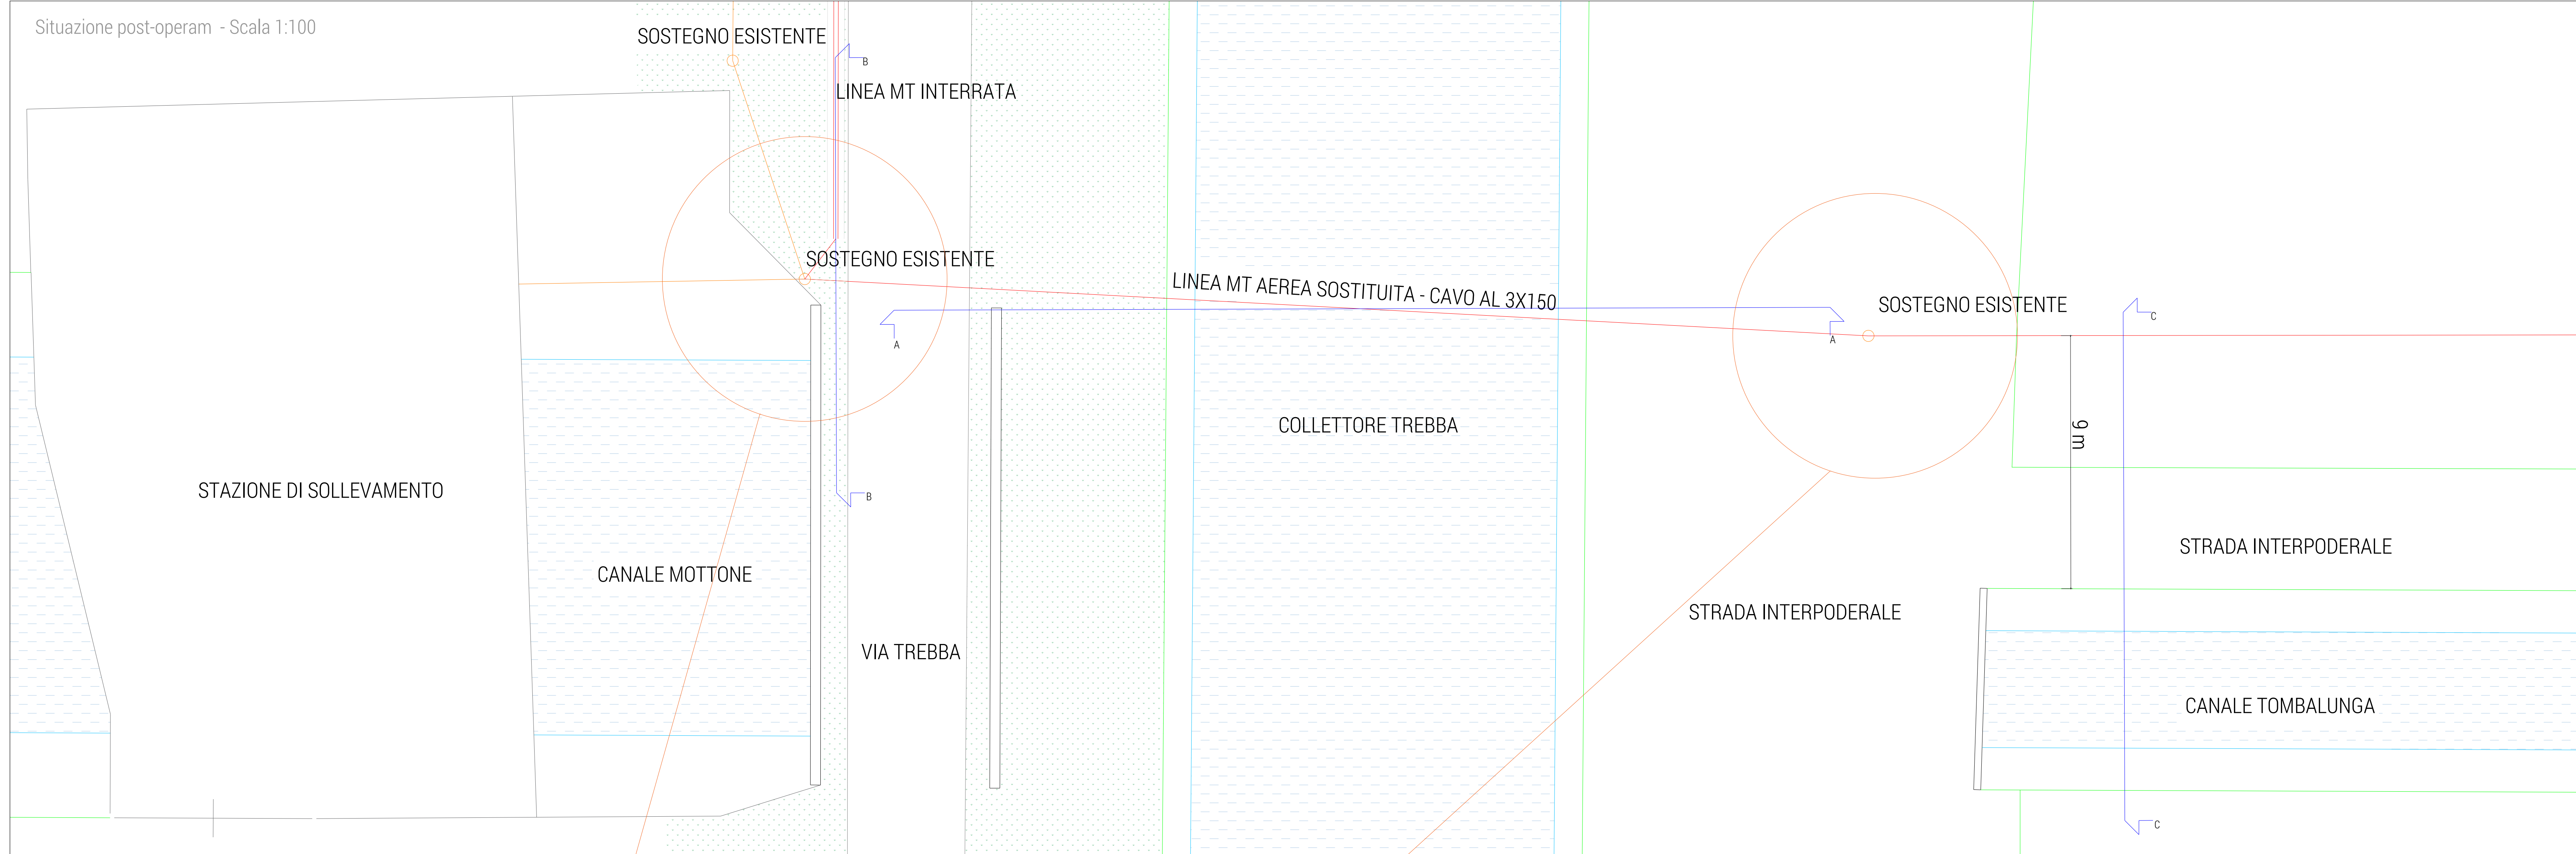 Situazione post-operam - Scala 1:100
SOSTEGNO ESISTENTE
B
LINEA MT INTERRATA
SOSTEGNO ESISTENTE
LINEA MT AEREA SOSTITUITA - CAVO AL 3X150
SOSTEGNO ESISTENTE
C
A
A
9 m
COLLETTORE TREBBA
STAZIONE DI SOLLEVAMENTO
B
STRADA INTERPODERALE
CANALE MOTTONE
STRADA INTERPODERALE
VIA TREBBA
CANALE TOMBALUNGA
C